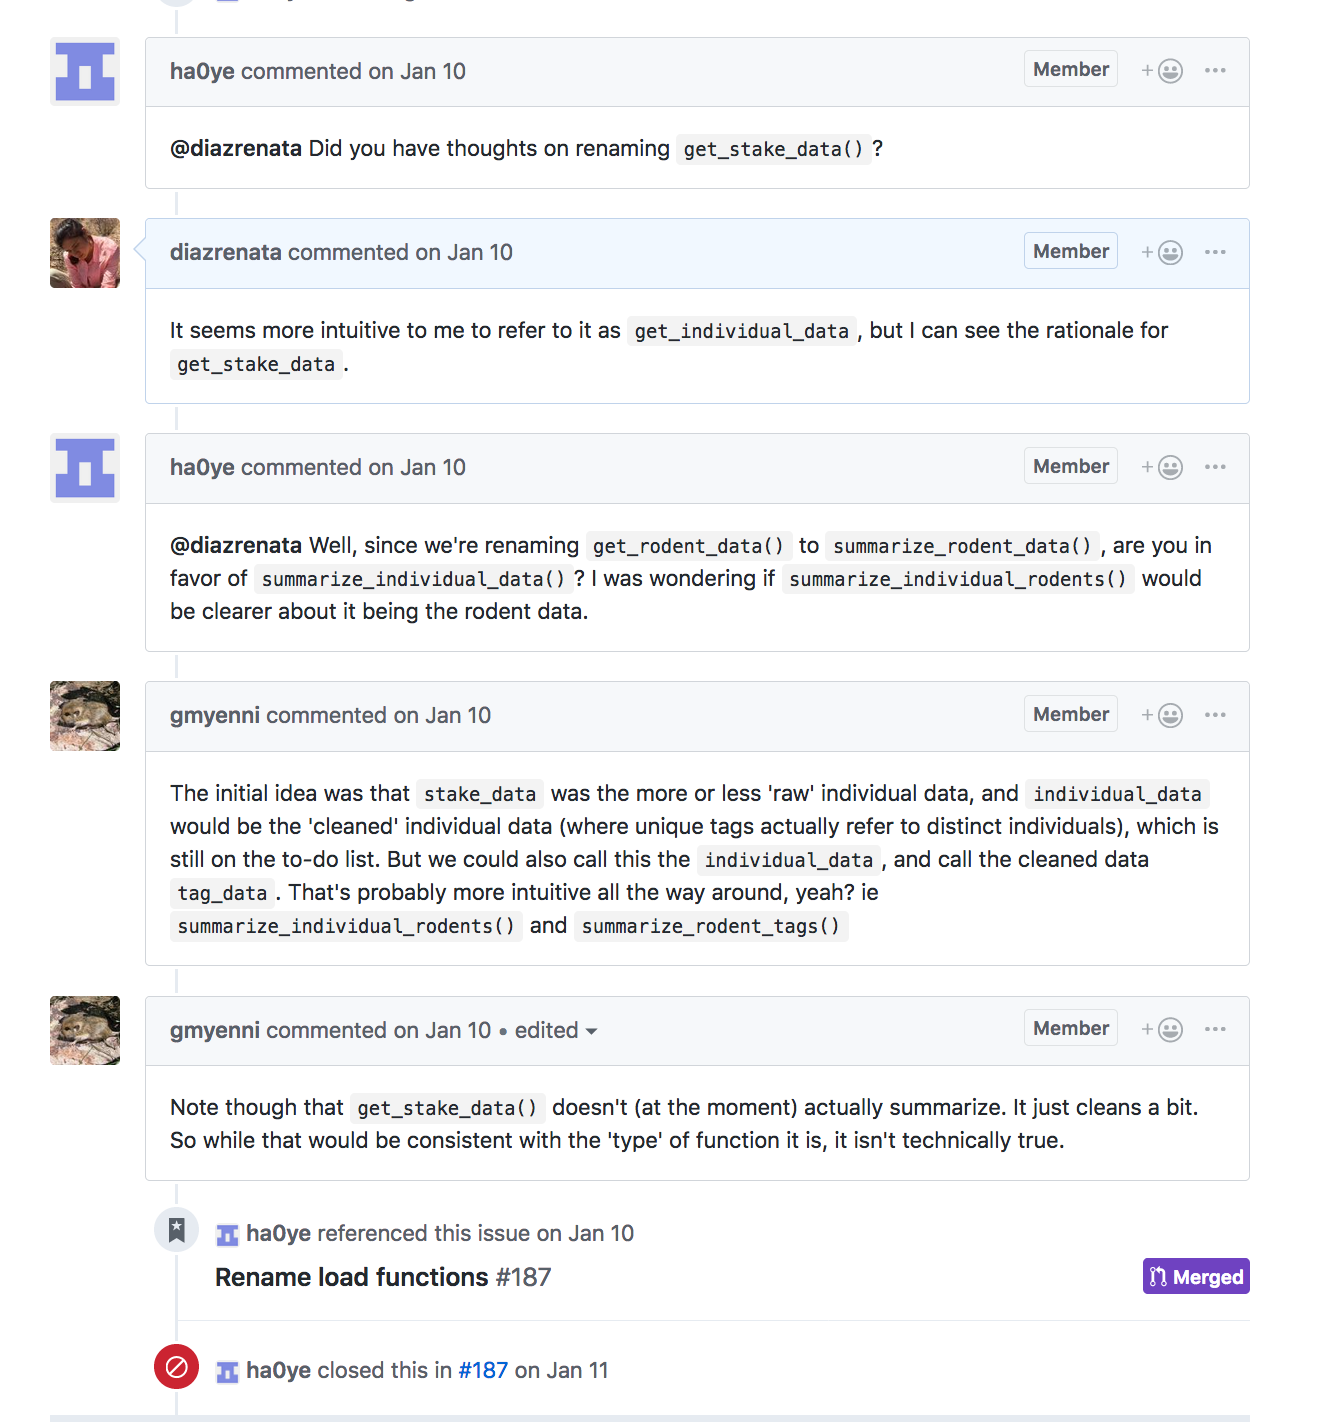 ha0ye commented on Jan 10
Member
@diazrenata Did you have thoughts on renaming get_stake_data()?
diazrenata commented on Jan 10
Member
It seems more intuitive to me to refer to it as get_individual_data, but I can see the rationale for
get_stake_data.
ha0ye commented on Jan 10
Member
@diazrenata Well, since we're renaming get_rodent_data() to summarize_rodent_data(), are you in
favor of summarize_individual_data()? I was wondering if summarize_individual_rodents() would
be clearer about it being the rodent data.
gmyenni commented on Jan 10
Member
The initial idea was that stake_data was the more or less 'raw' individual data, and individual_data
would be the 'cleaned' individual data (where unique tags actually refer to distinct individuals), which is
still on the to-do list. But we could also call this the individual_data, and call the cleaned data
tag_data. That's probably more intuitive all the way around, yeah? ie
summarize_individual_rodents() and summarize_rodent_tags()
gmyenni commented on Jan 10 • edited
Member
Note though that get_stake_data() doesn't (at the moment) actually summarize. It just cleans a bit.
So while that would be consistent with the 'type' of function it is, it isn't technically true.
ha0ye referenced this issue on Jan 10
Rename load functions #187
Merged
ha0ye closed this in #187 on Jan 11